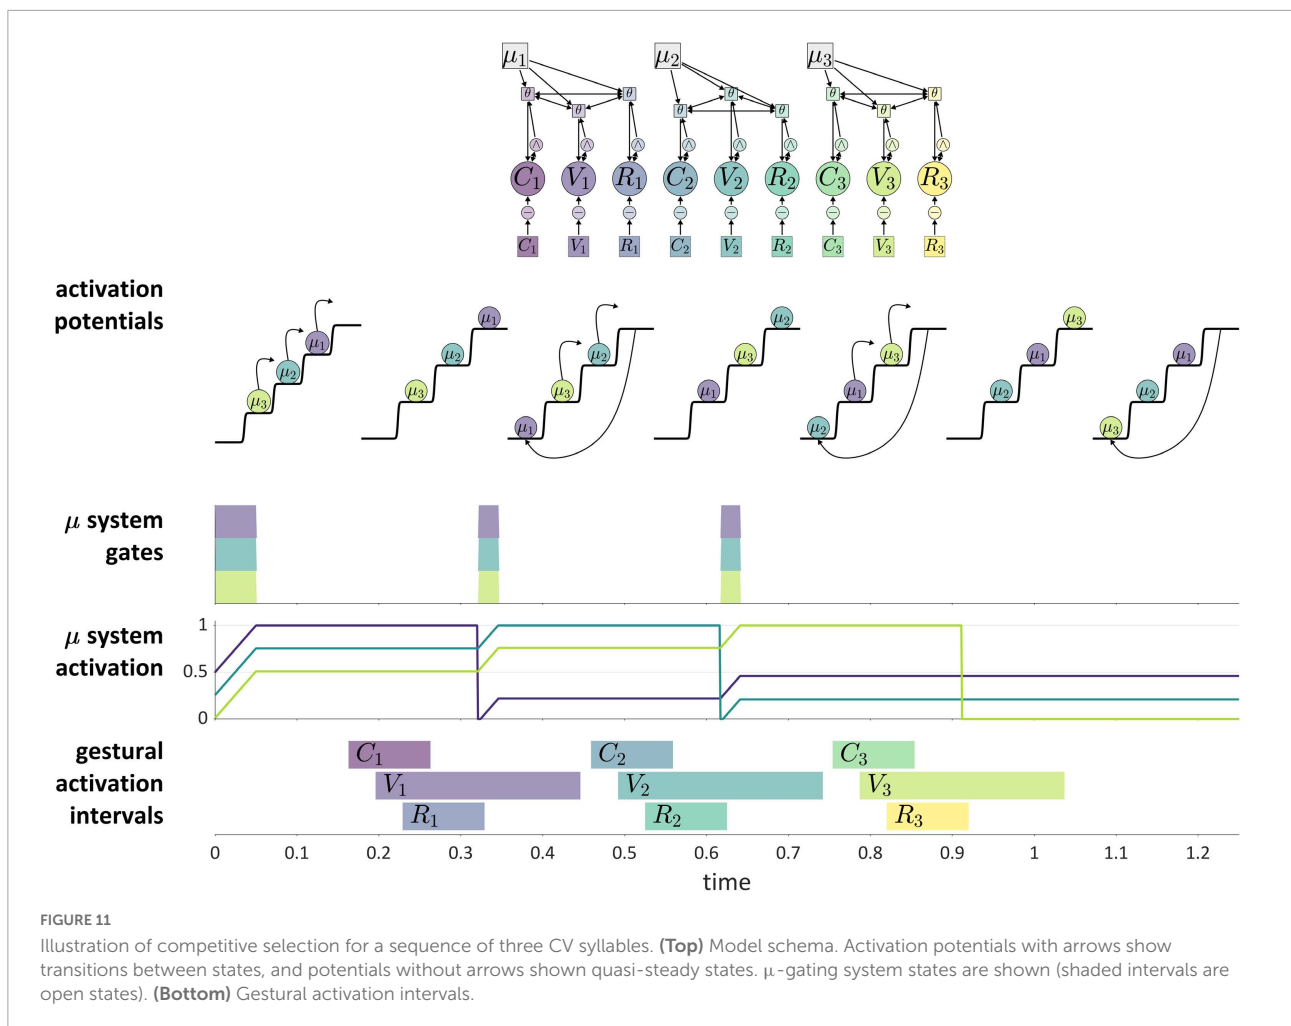 μ1 μ2 μ3
θ θ θ θ θ θ θ θ θ
∧ ∧ ∧ ∧ ∧ ∧ ∧ ∧ ∧
C1 V1 R1 C2 V2 R2 C3 V3 R3
− − − − − − − − −
C1 V1 R1 C2 V2 R2 C3 V3 R3
activation
potentials
μ3 μ2 μ1
μ3 μ2 μ1
μ1 μ3 μ2
μ1 μ3 μ2
μ2 μ1 μ3
μ2 μ1 μ3
μ3 μ2 μ1
μ system
gates
μ system
activation
1
0.5
0
gestural
activation
intervals
C1 C2 C3
V1 V2 V3
R1 R2 R3
0 0.1 0.2 0.3 0.4 0.5 0.6 0.7 0.8 0.9 1 1.1 1.2
time
FIGURE 11
Illustration of competitive selection for a sequence of three CV syllables. (Top) Model schema. Activation potentials with arrows show
transitions between states, and potentials without arrows shown quasi-steady states. μ-gating system states are shown (shaded intervals are
open states). (Bottom) Gestural activation intervals.